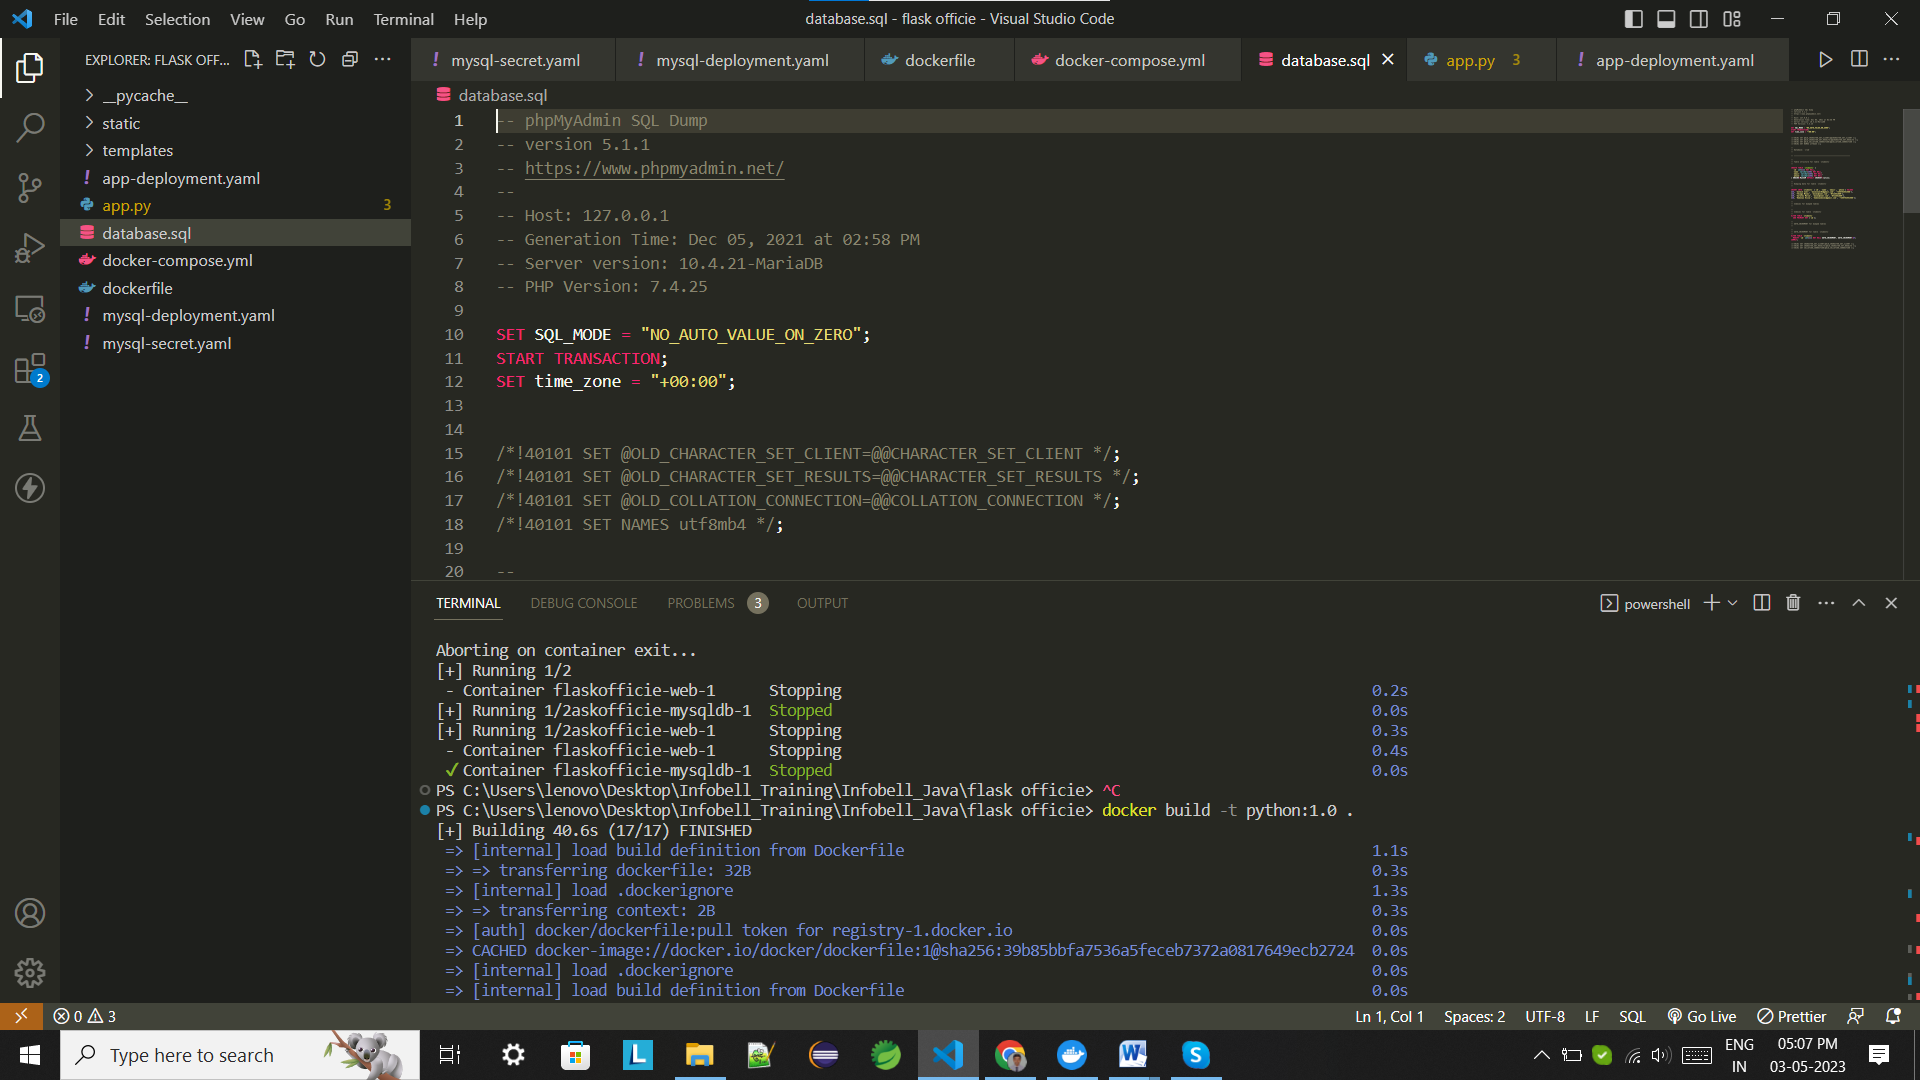 File Edit Selection View Go Run Terminal Help
database.sql - flask officie - Visual Studio Code
EXPLORER: FLASK OFF...
__pycache__
static
templates
! app-deployment.yaml
app.py 3
database.sql
docker-compose.yml
dockerfile
! mysql-deployment.yaml
! mysql-secret.yaml
2
! mysql-secret.yaml
! mysql-deployment.yaml
dockerfile
docker-compose.yml
database.sql
app.py 3
! app-deployment.yaml
database.sql
1 -- phpMyAdmin SQL Dump
2 -- version 5.1.1
3 -- https://www.phpmyadmin.net/
4 --
5 -- Host: 127.0.0.1
6 -- Generation Time: Dec 05, 2021 at 02:58 PM
7 -- Server version: 10.4.21-MariaDB
8 -- PHP Version: 7.4.25
9
10 SET SQL_MODE = "NO_AUTO_VALUE_ON_ZERO";
11 START TRANSACTION;
12 SET time_zone = "+00:00";
13
14
15 /*!40101 SET @OLD_CHARACTER_SET_CLIENT=@@CHARACTER_SET_CLIENT */;
16 /*!40101 SET @OLD_CHARACTER_SET_RESULTS=@@CHARACTER_SET_RESULTS */;
17 /*!40101 SET @OLD_COLLATION_CONNECTION=@@COLLATION_CONNECTION */;
18 /*!40101 SET NAMES utf8mb4 */;
19
20 --
TERMINAL DEBUG CONSOLE PROBLEMS 3 OUTPUT
powershell
Aborting on container exit...
[+] Running 1/2
- Container flaskofficie-web-1 Stopping 0.2s
[+] Running 1/2askofficie-mysqldb-1 Stopped 0.0s
[+] Running 1/2askofficie-web-1 Stopping 0.3s
- Container flaskofficie-web-1 Stopping 0.4s
✓ Container flaskofficie-mysqldb-1 Stopped 0.0s
PS C:\Users\lenovo\Desktop\Infobell_Training\Infobell_Java\flask officie> ^C
PS C:\Users\lenovo\Desktop\Infobell_Training\Infobell_Java\flask officie> docker build -t python:1.0 .
[+] Building 40.6s (17/17) FINISHED
=> [internal] load build definition from Dockerfile 1.1s
=> => transferring dockerfile: 32B 0.3s
=> [internal] load .dockerignore 1.3s
=> => transferring context: 2B 0.3s
=> [auth] docker/dockerfile:pull token for registry-1.docker.io 0.0s
=> CACHED docker-image://docker.io/docker/dockerfile:1@sha256:39b85bbfa7536a5feceb7372a0817649ecb2724 0.0s
=> [internal] load .dockerignore 0.0s
=> [internal] load build definition from Dockerfile 0.0s
0 3
Ln 1, Col 1 Spaces: 2 UTF-8 LF SQL Go Live Prettier
Type here to search
L
W
S
ENG
IN
05:07 PM
03-05-2023